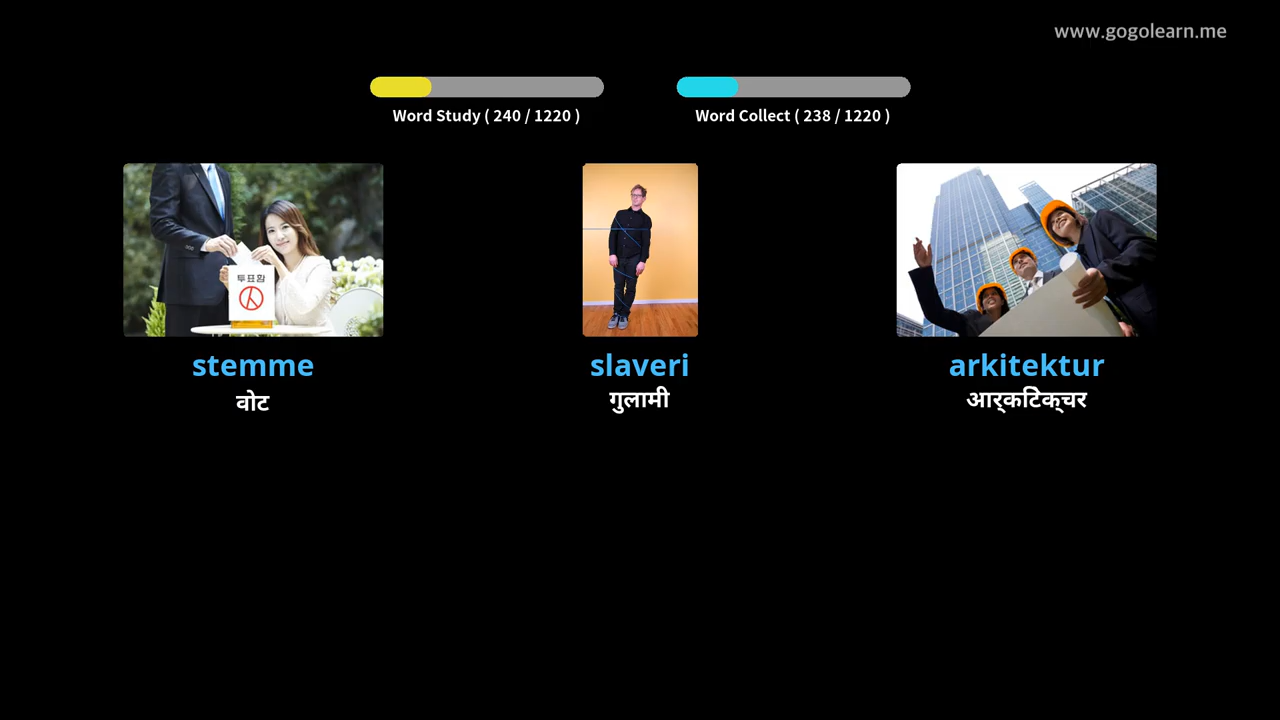 www.gogolearn.me
Word Study ( 240 / 1220 )
Word Collect ( 238 / 1220 )
투표함
stemme
वोट
slaveri
गुलामी
arkitektur
आर्किटेक्चर